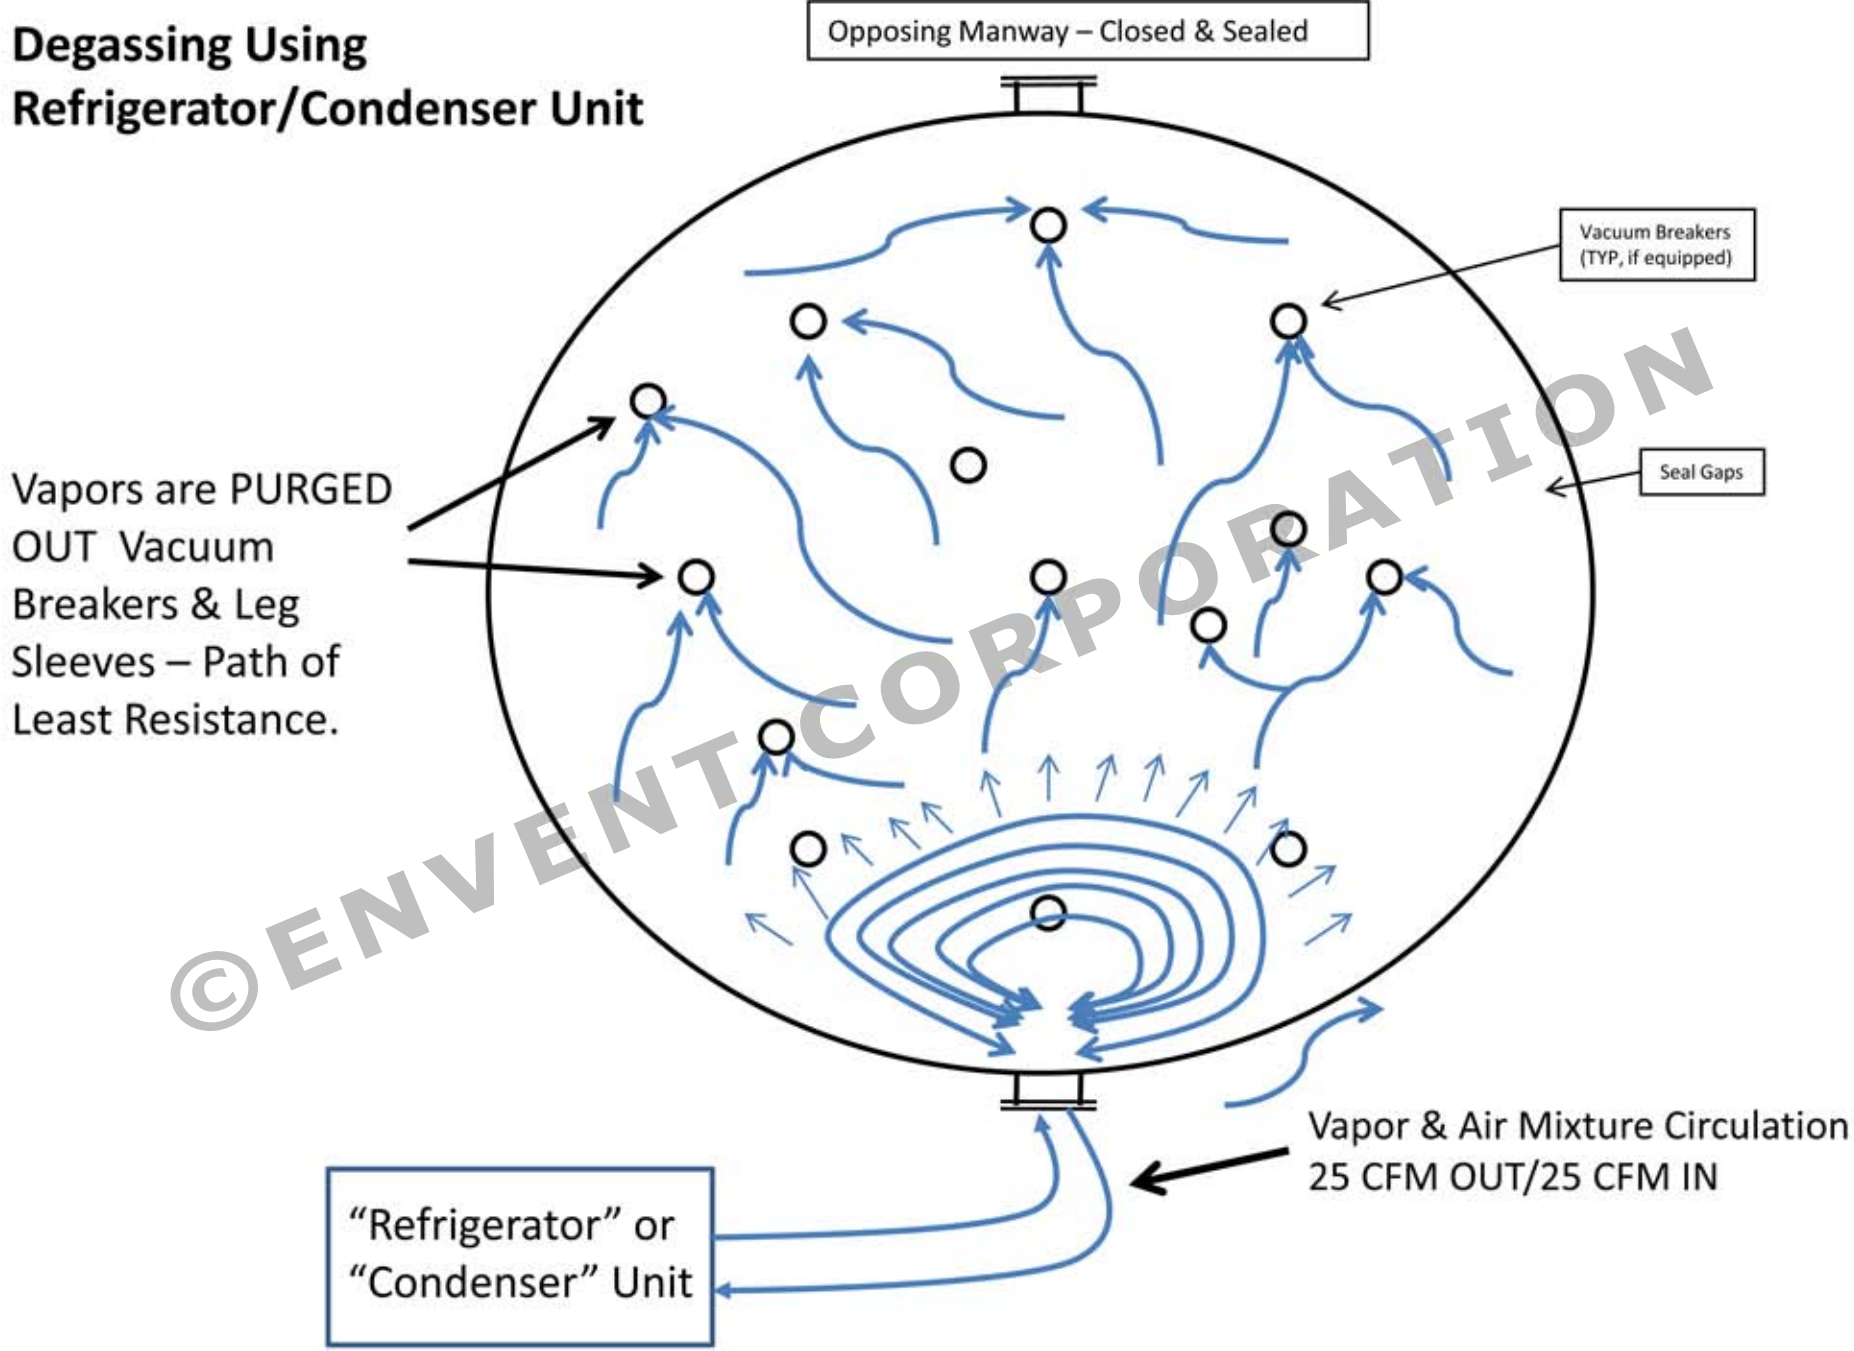 Degassing Using
Refrigerator/Condenser Unit
Opposing Manway – Closed & Sealed
Vacuum Breakers
(TYP, if equipped)
Seal Gaps
Vapors are PURGED
OUT  Vacuum
Breakers & Leg
Sleeves – Path of
Least Resistance.
©ENVENT CORPORATION
Vapor & Air Mixture Circulation
25 CFM OUT/25 CFM IN
“Refrigerator” or
“Condenser” Unit